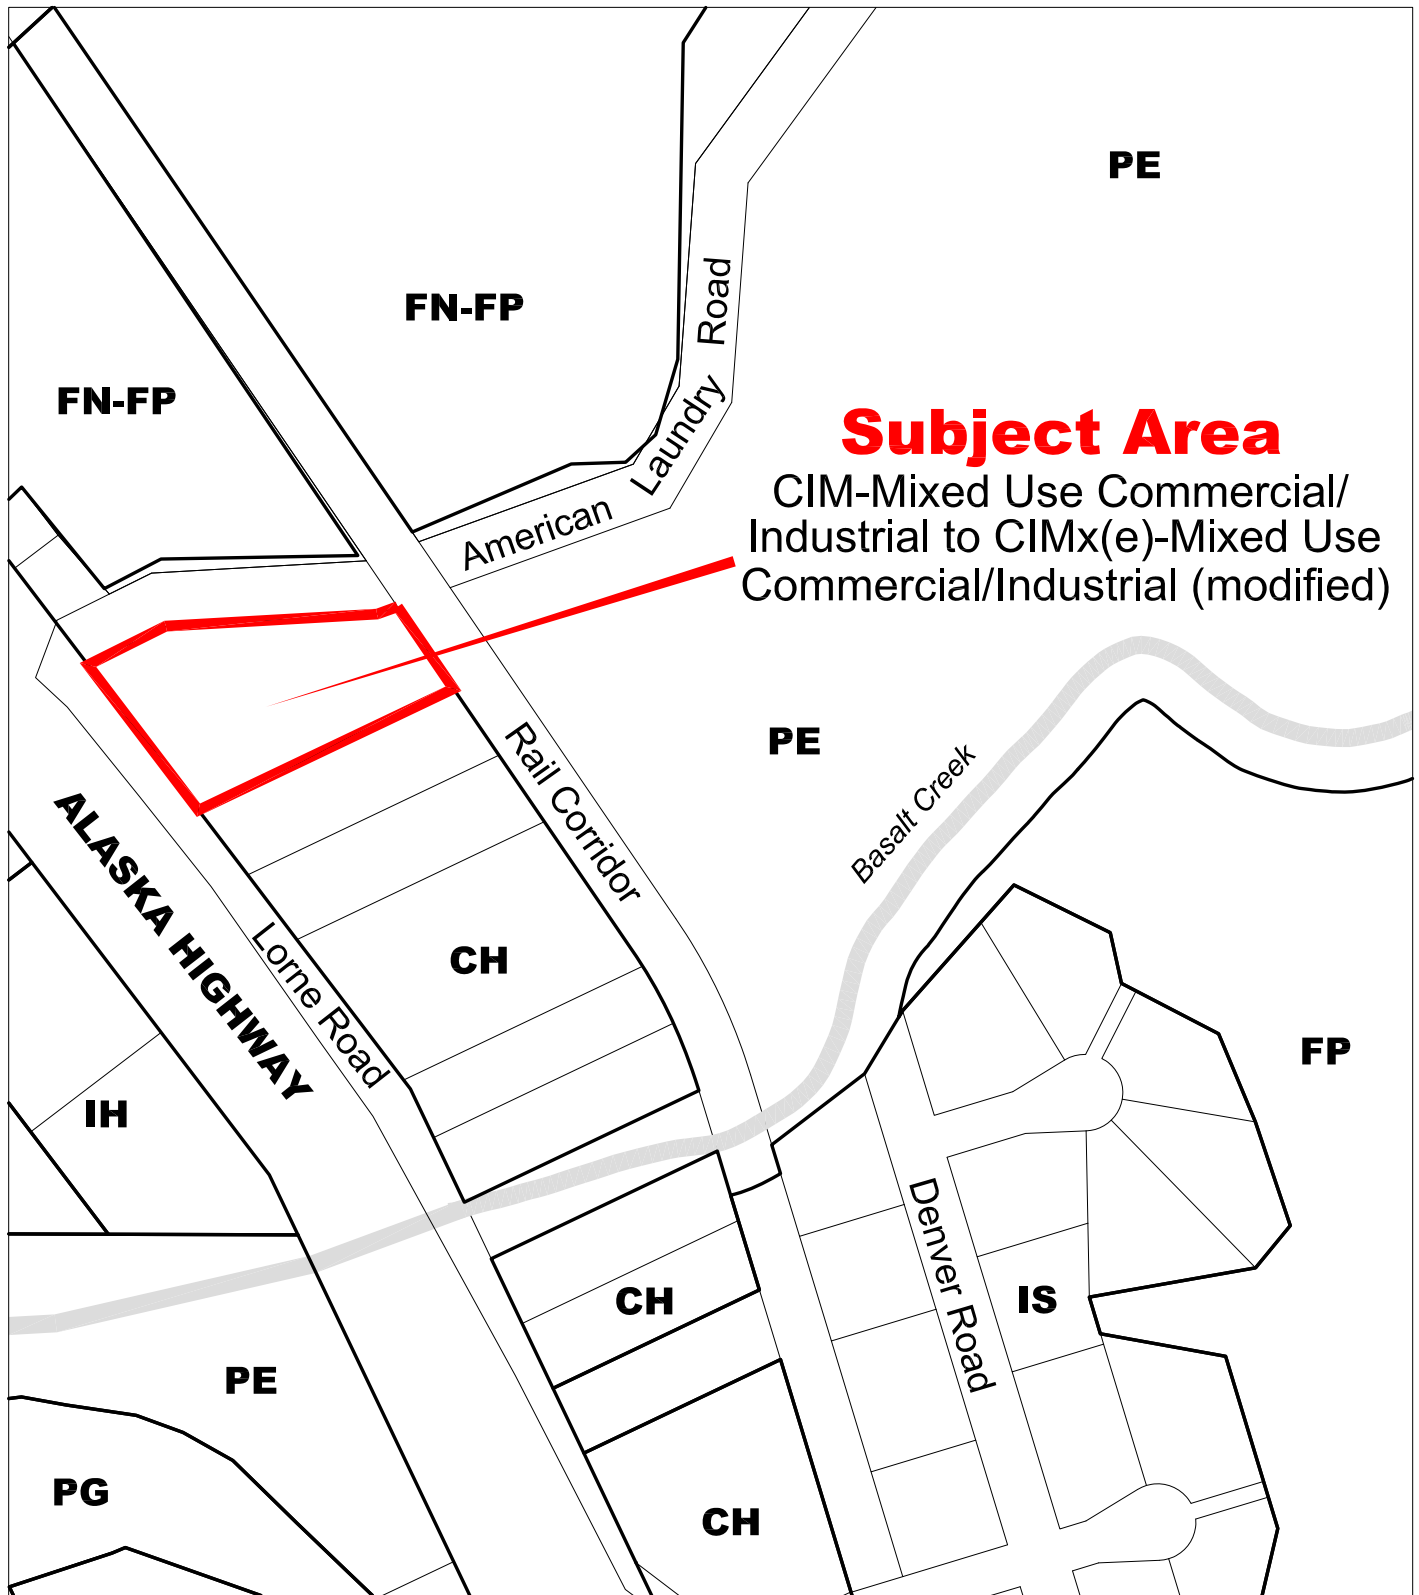 PE
FN-FP
FN-FP
American Laundry Road
Subject Area
CIM-Mixed Use Commercial/
Industrial to CIMx(e)-Mixed Use
Commercial/Industrial (modified)
PE
Rail Corridor
Basalt Creek
ALASKA HIGHWAY
Lorne Road
CH
FP
IH
Denver Road
CH
IS
PE
PG
CH